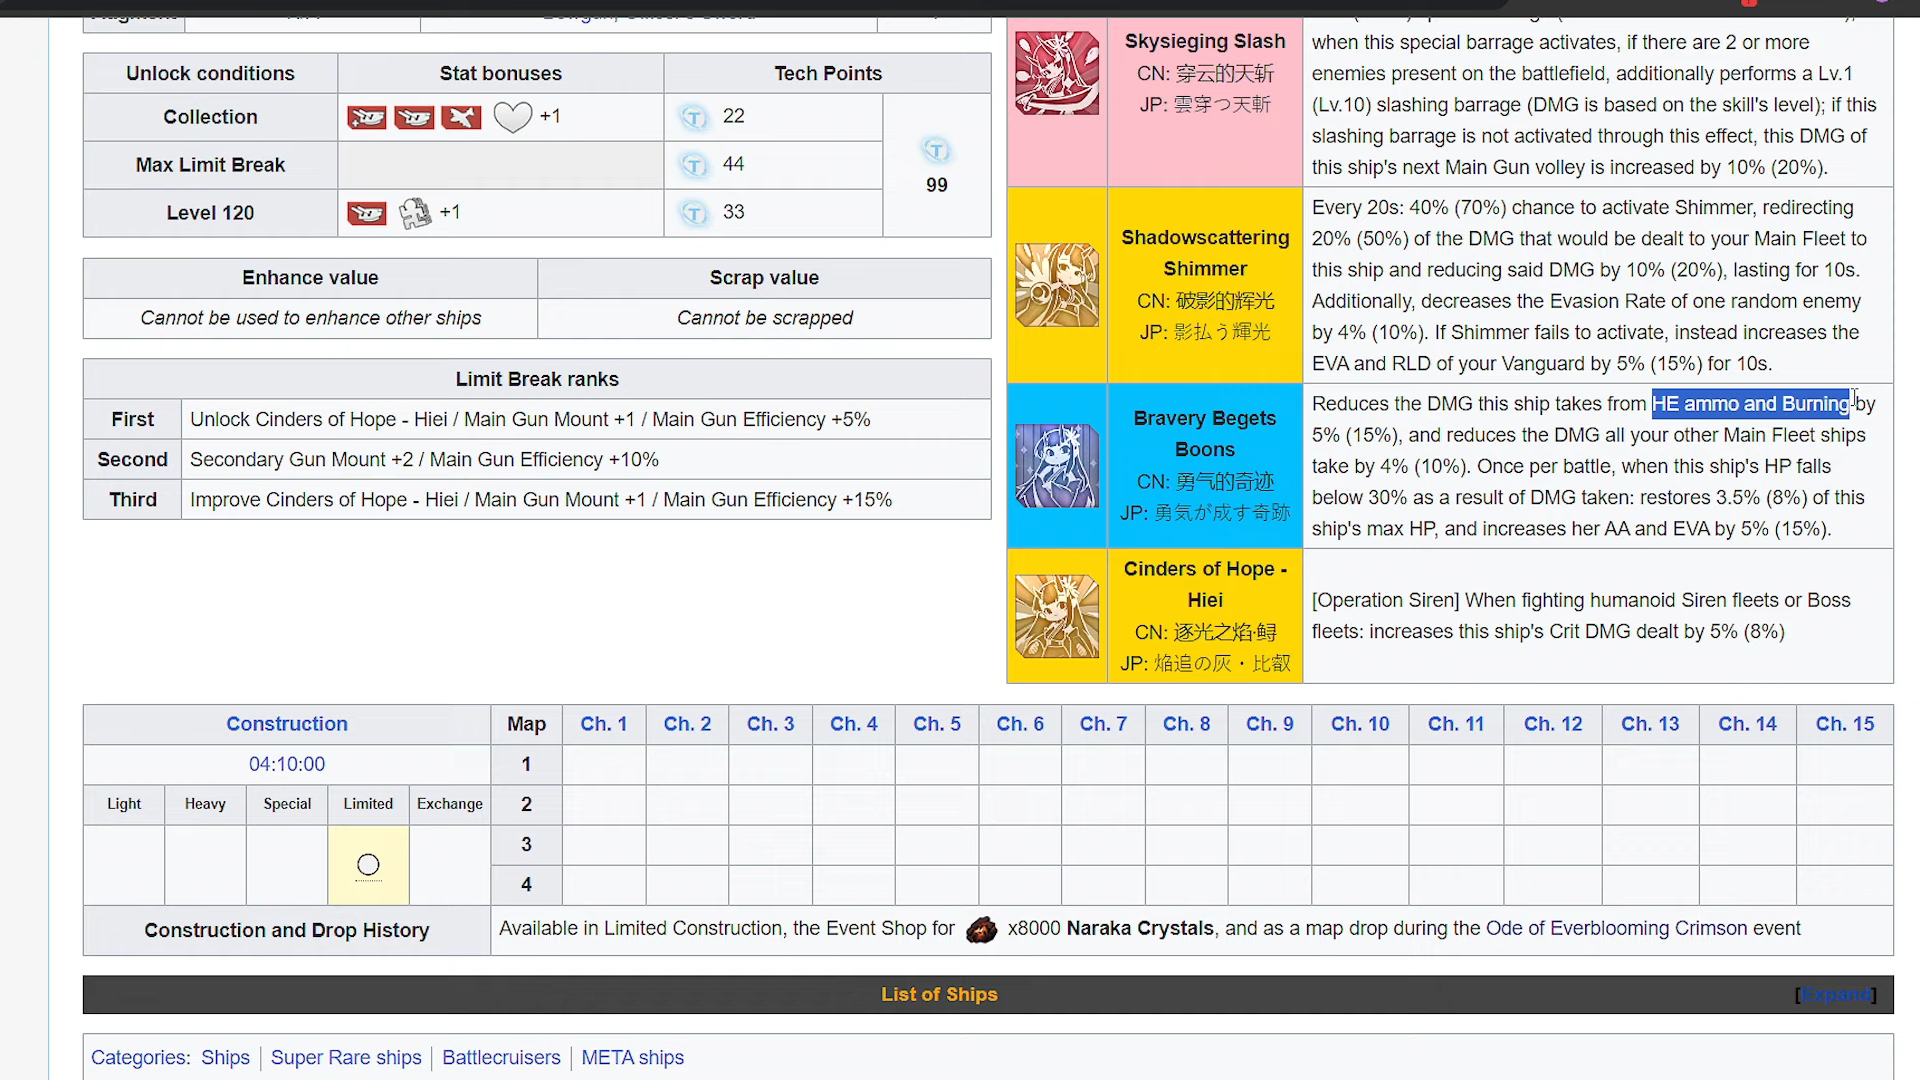 Unlock conditions Stat bonuses Tech Points
Collection +1 22
Max Limit Break 44
99
Level 120 +1 33
Enhance value Scrap value
Cannot be used to enhance other ships Cannot be scrapped
Limit Break ranks
First Unlock Cinders of Hope - Hiei / Main Gun Mount +1 / Main Gun Efficiency +5%
Second Secondary Gun Mount +2 / Main Gun Efficiency +10%
Third Improve Cinders of Hope - Hiei / Main Gun Mount +1 / Main Gun Efficiency +15%
Skysieging Slash
CN: 穿云的天斩
JP: 雲穿つ天斬
when this special barrage activates, if there are 2 or more
enemies present on the battlefield, additionally performs a Lv.1
(Lv.10) slashing barrage (DMG is based on the skill's level); if this
slashing barrage is not activated through this effect, this DMG of
this ship's next Main Gun volley is increased by 10% (20%).
Shadowscattering
Shimmer
CN: 破影的辉光
JP: 影払う輝光
Every 20s: 40% (70%) chance to activate Shimmer, redirecting
20% (50%) of the DMG that would be dealt to your Main Fleet to
this ship and reducing said DMG by 10% (20%), lasting for 10s.
Additionally, decreases the Evasion Rate of one random enemy
by 4% (10%). If Shimmer fails to activate, instead increases the
EVA and RLD of your Vanguard by 5% (15%) for 10s.
Bravery Begets
Boons
CN: 勇气的奇迹
JP: 勇気が成す奇跡
Reduces the DMG this ship takes from HE ammo and Burning by
5% (15%), and reduces the DMG all your other Main Fleet ships
take by 4% (10%). Once per battle, when this ship's HP falls
below 30% as a result of DMG taken: restores 3.5% (8%) of this
ship's max HP, and increases her AA and EVA by 5% (15%).
Cinders of Hope -
Hiei
CN: 逐光之焰·鲟
JP: 焔追の灰・比叡
[Operation Siren] When fighting humanoid Siren fleets or Boss
fleets: increases this ship's Crit DMG dealt by 5% (8%)
Construction Map Ch. 1 Ch. 2 Ch. 3 Ch. 4 Ch. 5 Ch. 6 Ch. 7 Ch. 8 Ch. 9 Ch. 10 Ch. 11 Ch. 12 Ch. 13 Ch. 14 Ch. 15
04:10:00 1
Light Heavy Special Limited Exchange 2
3
4
Construction and Drop History Available in Limited Construction, the Event Shop for x8000 Naraka Crystals, and as a map drop during the Ode of Everblooming Crimson event
List of Ships [Expand]
Categories: Ships Super Rare ships Battlecruisers META ships